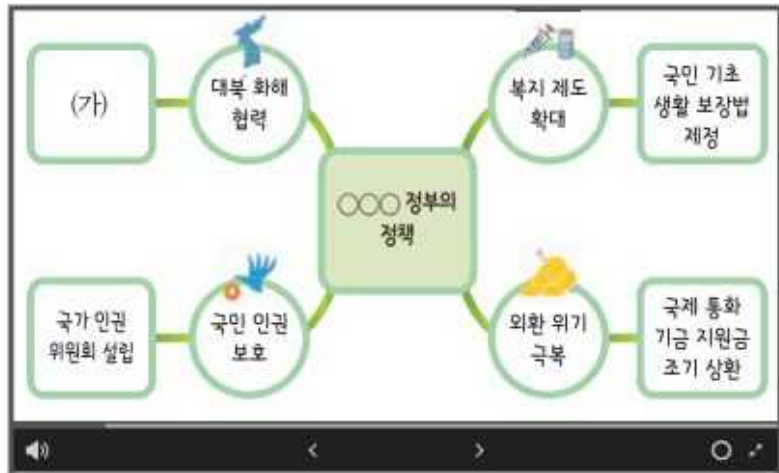 (가)
대북 화해
협력
복지 제도
확대
국민 기초
생활 보장법
제정
○○○ 정부의
정책
국가 인권
위원회 설립
국민 인권
보호
외환 위기
극복
국제 통화
기금 지원금
조기 상환